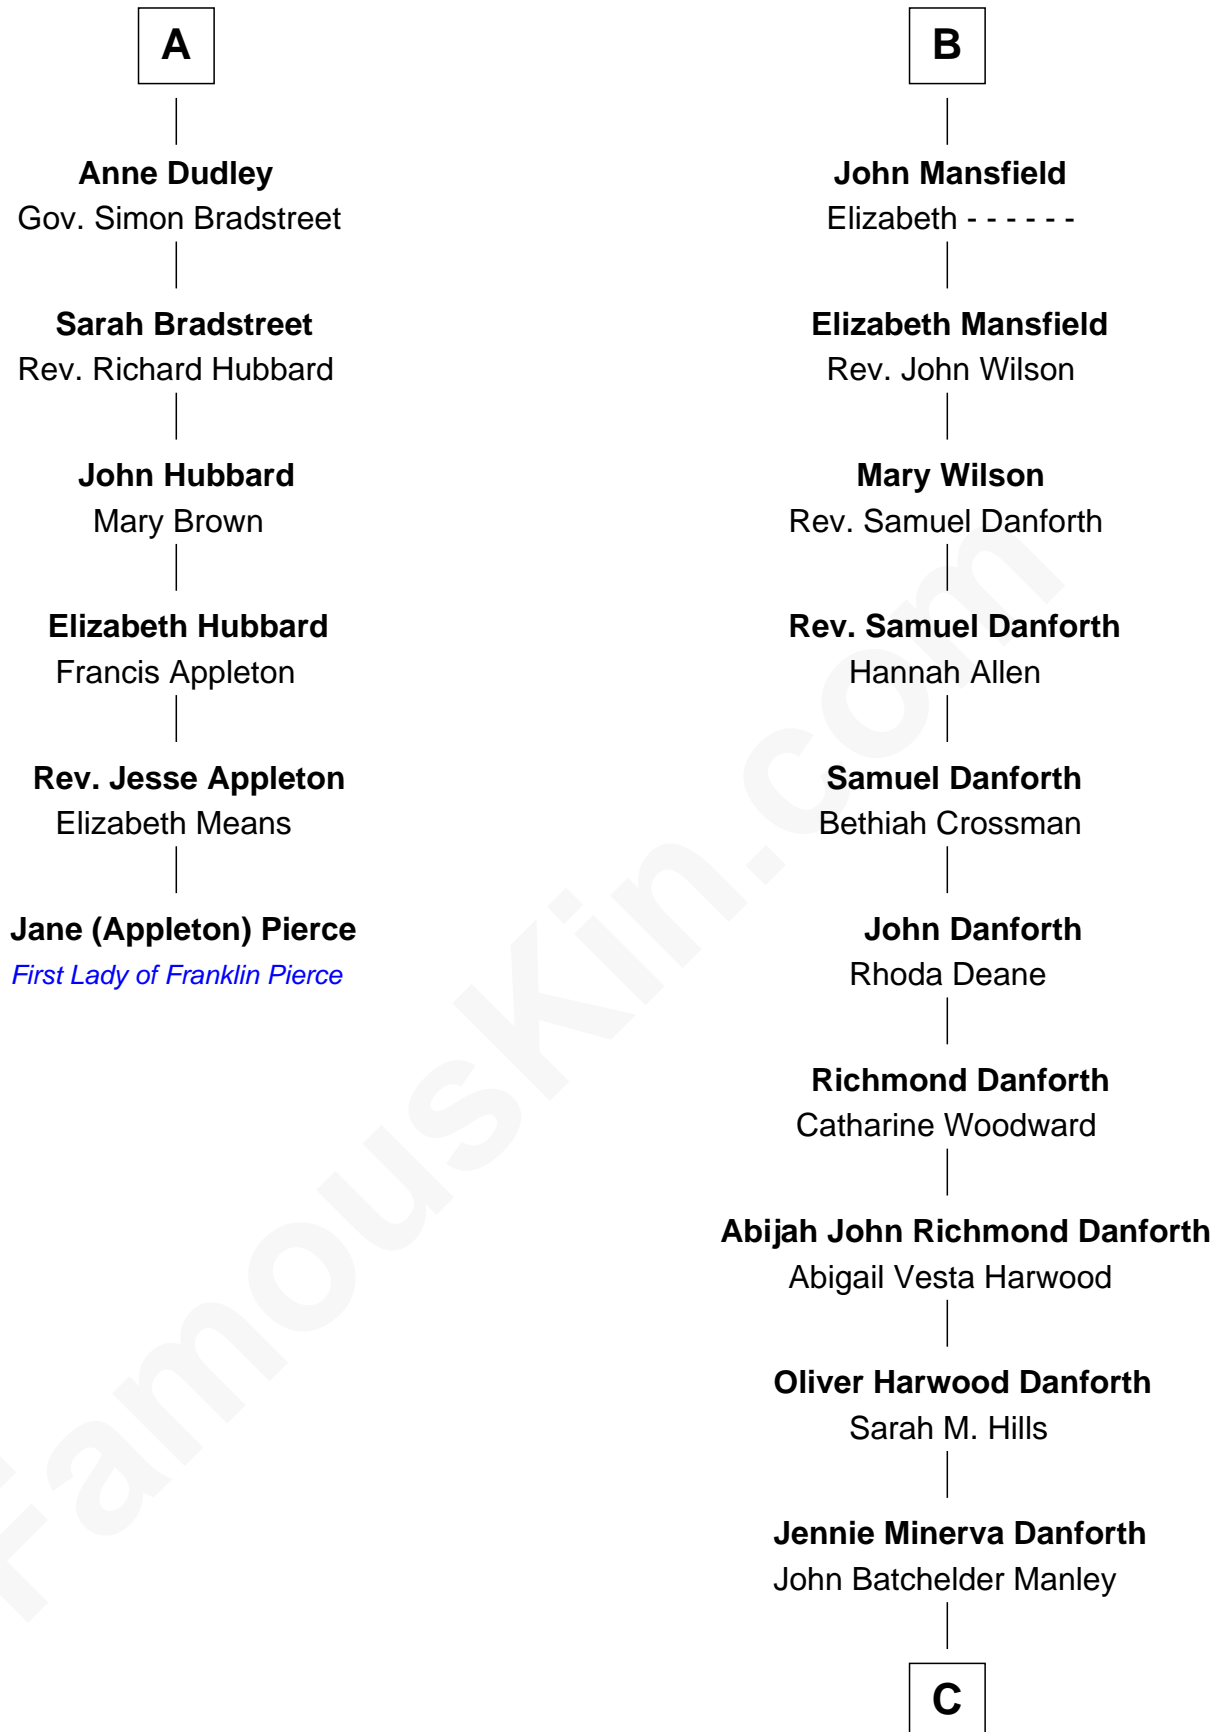 A
Anne Dudley
Gov. Simon Bradstreet
Sarah Bradstreet
Rev. Richard Hubbard
John Hubbard
Mary Brown
Elizabeth Hubbard
Francis Appleton
Rev. Jesse Appleton
Elizabeth Means
Jane (Appleton) Pierce
First Lady of Franklin Pierce
B
John Mansfield
Elizabeth - - - - - -
Elizabeth Mansfield
Rev. John Wilson
Mary Wilson
Rev. Samuel Danforth
Rev. Samuel Danforth
Hannah Allen
Samuel Danforth
Bethiah Crossman
John Danforth
Rhoda Deane
Richmond Danforth
Catharine Woodward
Abijah John Richmond Danforth
Abigail Vesta Harwood
Oliver Harwood Danforth
Sarah M. Hills
Jennie Minerva Danforth
John Batchelder Manley
C
FamousKin.com